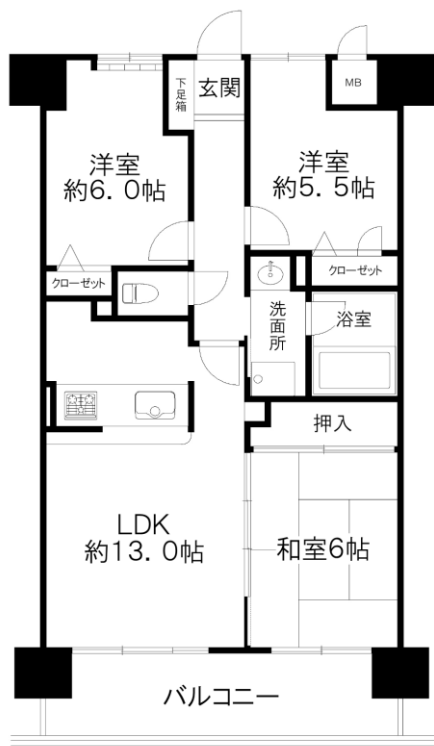 下足箱
玄関
MB
洋室
約6.0帖
洋室
約5.5帖
クローゼット
クローゼット
洗面所
浴室
押入
LDK
約13.0帖
和室6帖
バルコニー